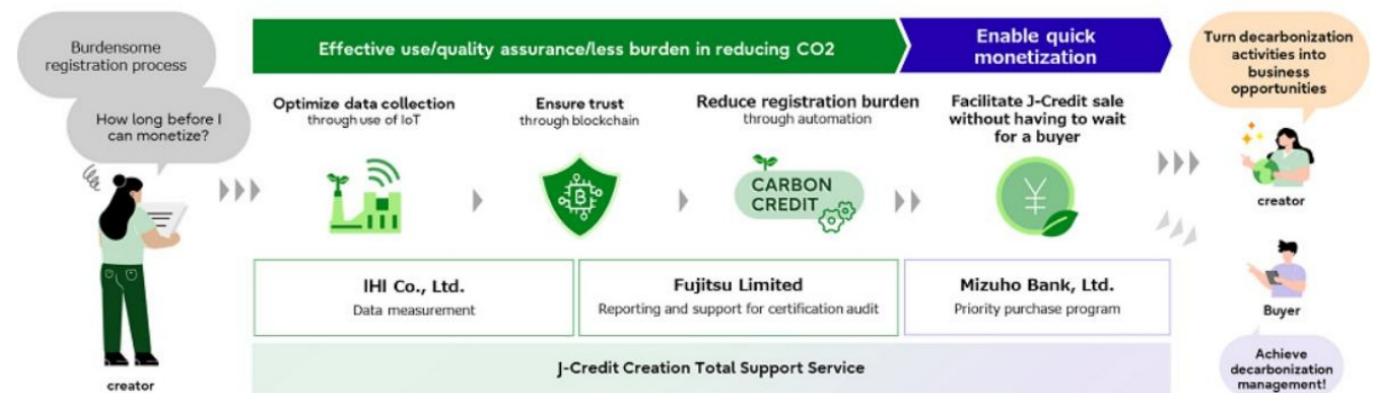 Burdensome
registration process
How long before I
can monetize?
creator
Effective use/quality assurance/less burden in reducing CO2
Enable quick
monetization
Optimize data collection
through use of IoT
Ensure trust
through blockchain
Reduce registration burden
through automation
Facilitate J-Credit sale
without having to wait
for a buyer
B
CARBON
CREDIT
¥
IHI Co., Ltd.
Data measurement
Fujitsu Limited
Reporting and support for certification audit
Mizuho Bank, Ltd.
Priority purchase program
J-Credit Creation Total Support Service
Turn decarbonization
activities into
business
opportunities
creator
Buyer
Achieve
decarbonization
management!